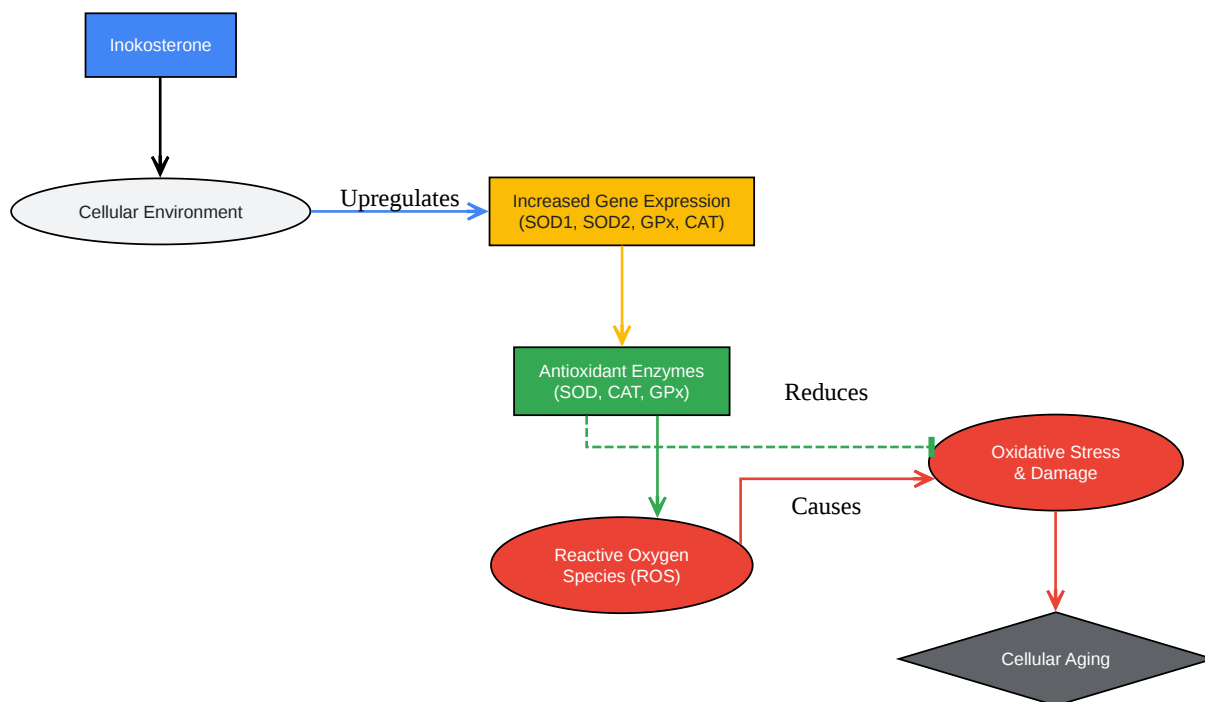 Inokosterone
Cellular Environment
Upregulates
Increased Gene Expression
(SOD1, SOD2, GPx, CAT)
Antioxidant Enzymes
(SOD, CAT, GPx)
Reduces
Oxidative Stress
& Damage
Causes
Reactive Oxygen
Species (ROS)
Cellular Aging